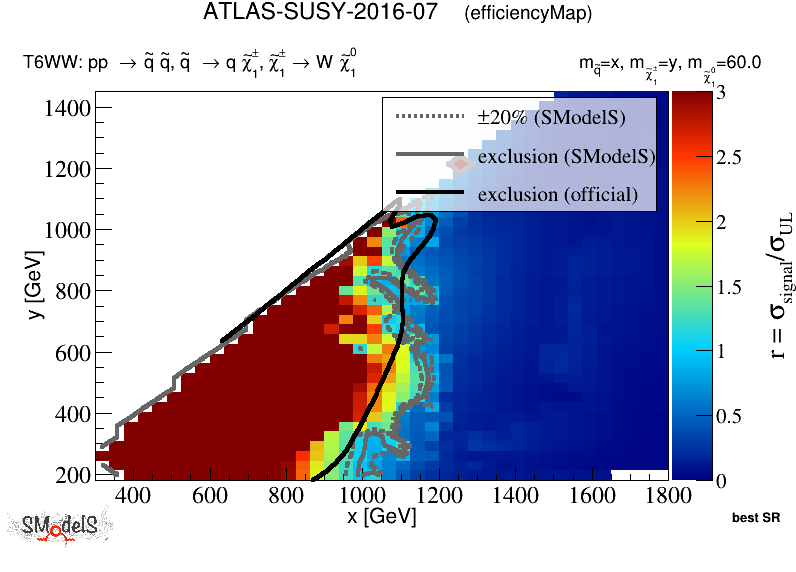 ATLAS-SUSY-2016-07 (efficiencyMap)
T6WW: pp → q̃ q̃, q̃ → q χ̃₁±, χ̃₁± → W χ̃₁⁰
m_q̃=x, m_χ̃₁±=y, m_χ̃₁⁰=60.0
±20% (SModelS)
exclusion (SModelS)
exclusion (official)
1400
1200
1000
800
600
400
200
y [GeV]
400 600 800 1000 1200 1400 1600 1800
x [GeV]
3
2.5
2
1.5
1
0.5
0
r = σ_signal/σ_UL
SModelS
best SR